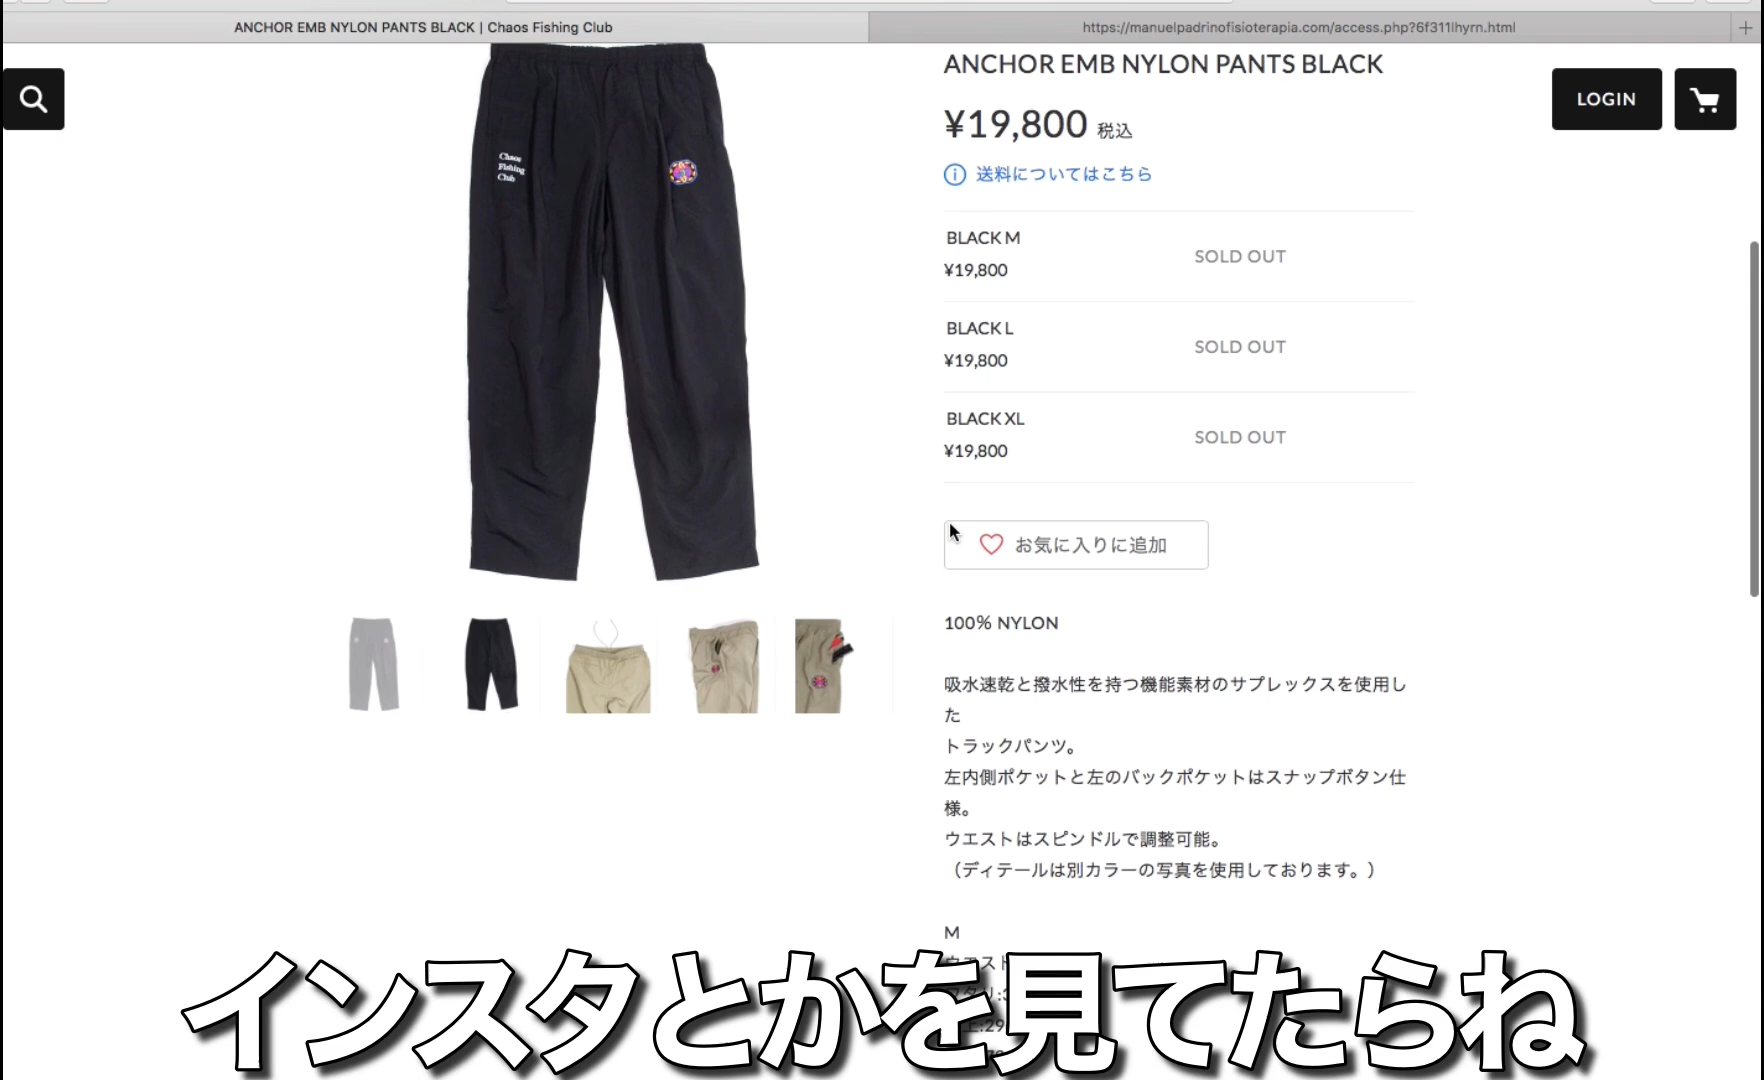 ANCHOR EMB NYLON PANTS BLACK | Chaos Fishing Club
https://manuelpadrinofisioterapia.com/access.php?6f311lhyrn.html
ANCHOR EMB NYLON PANTS BLACK
¥19,800 税込
送料についてはこちら
LOGIN
Chaos
Fishing
Club
BLACK M
¥19,800
SOLD OUT
BLACK L
¥19,800
SOLD OUT
BLACK XL
¥19,800
SOLD OUT
お気に入りに追加
100% NYLON
吸水速乾と撥水性を持つ機能素材のサプレックスを使用し
た
トラックパンツ。
左内側ポケットと左のバックポケットはスナップボタン仕
様。
ウエストはスピンドルで調整可能。
（ディテールは別カラーの写真を使用しております。）
M
インスタとかを見てたらね